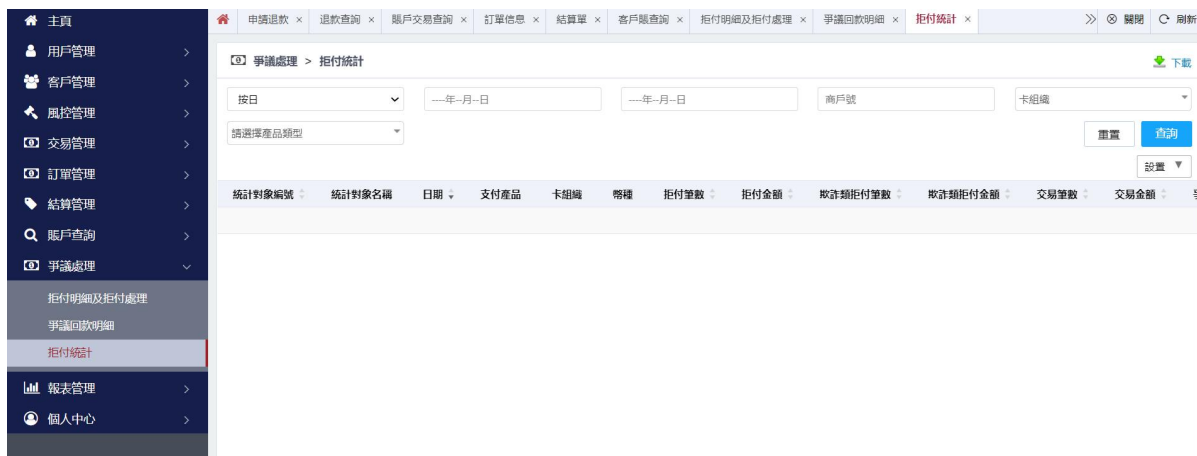 主頁
用戶管理
客戶管理
風控管理
交易管理
訂單管理
結算管理
賬戶查詢
爭議處理
拒付明細及拒付處理
爭議回款明細
拒付統計
報表管理
個人中心
申請退款 × 退款查詢 × 賬戶交易查詢 × 訂單信息 × 結算單 × 客戶賬查詢 × 拒付明細及拒付處理 × 爭議回款明細 × 拒付統計 × 關閉 刷新
爭議處理 > 拒付統計 下載
按日 ----年--月--日 ----年--月--日 商戶號 卡組織
請選擇產品類型 重置 查詢
設置
統計對象編號 統計對象名稱 日期 支付產品 卡組織 幣種 拒付筆數 拒付金額 欺詐類拒付筆數 欺詐類拒付金額 交易筆數 交易金額